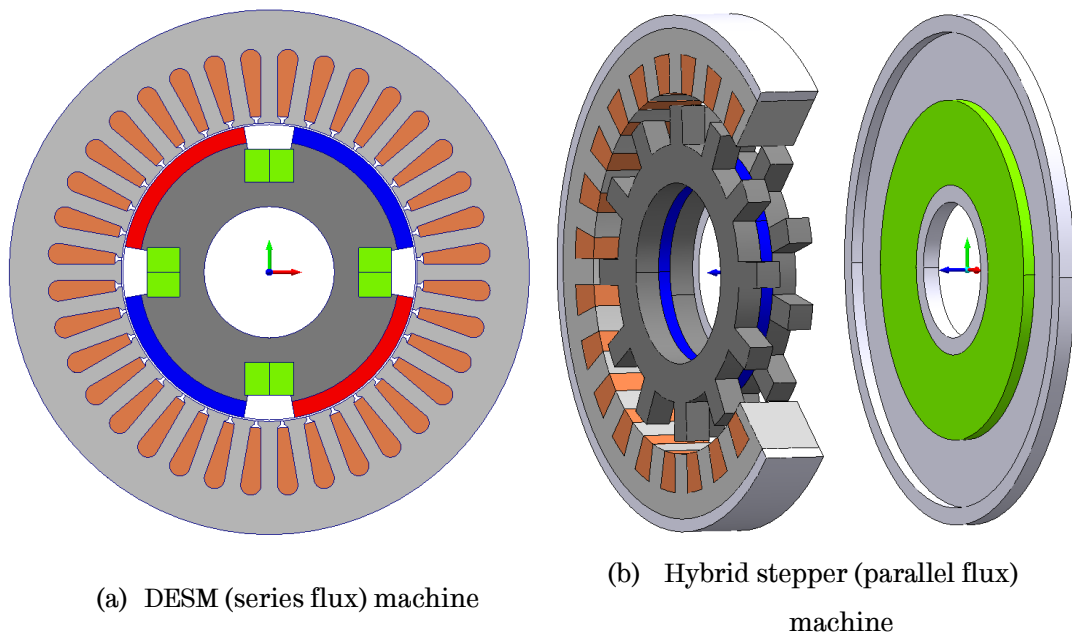 (a) DESM (series flux) machine
(b) Hybrid stepper (parallel flux)
machine